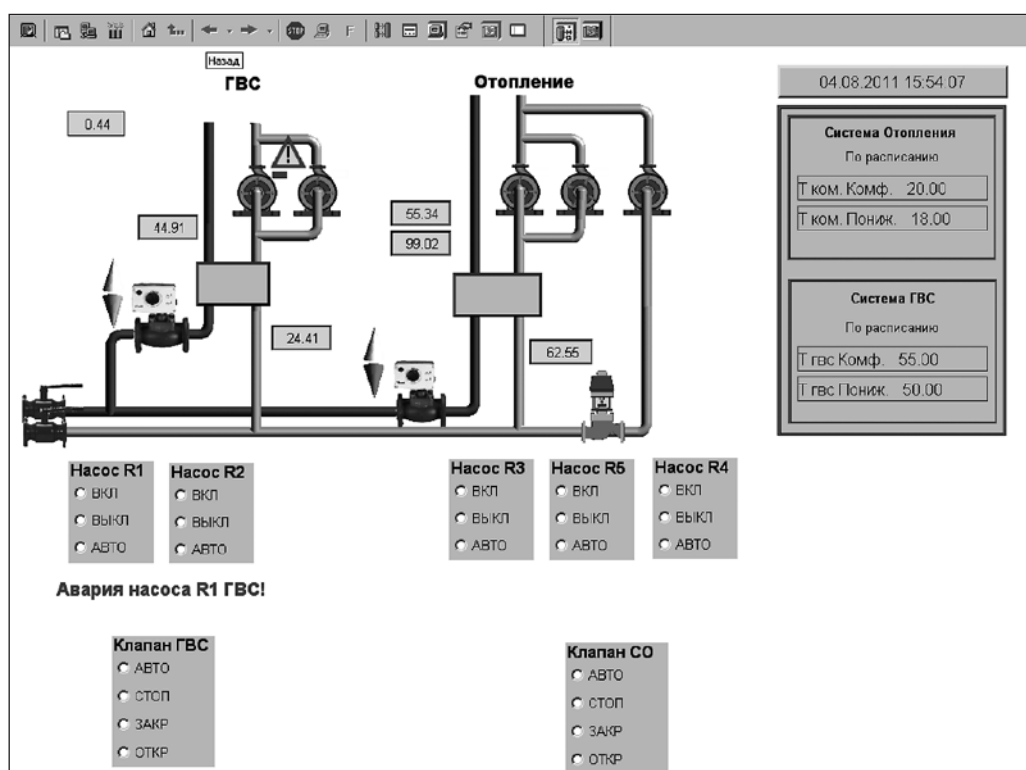 Назад
ГВС
Отопление
04.08.2011 15:54:07
0.44
Система Отопления
По расписанию
Т ком. Комф. 20.00
Т ком. Пониж. 18.00
44.91
55.34
99.02
Система ГВС
По расписанию
Т гвс Комф. 55.00
Т гвс Пониж. 50.00
24.41
62.55
Насос R1
ВКЛ
ВЫКЛ
АВТО
Насос R2
ВКЛ
ВЫКЛ
АВТО
Насос R3
ВКЛ
ВЫКЛ
АВТО
Насос R5
ВКЛ
ВЫКЛ
АВТО
Насос R4
ВКЛ
ВЫКЛ
АВТО
Авария насоса R1 ГВС!
Клапан ГВС
АВТО
СТОП
ЗАКР
ОТКР
Клапан СО
АВТО
СТОП
ЗАКР
ОТКР